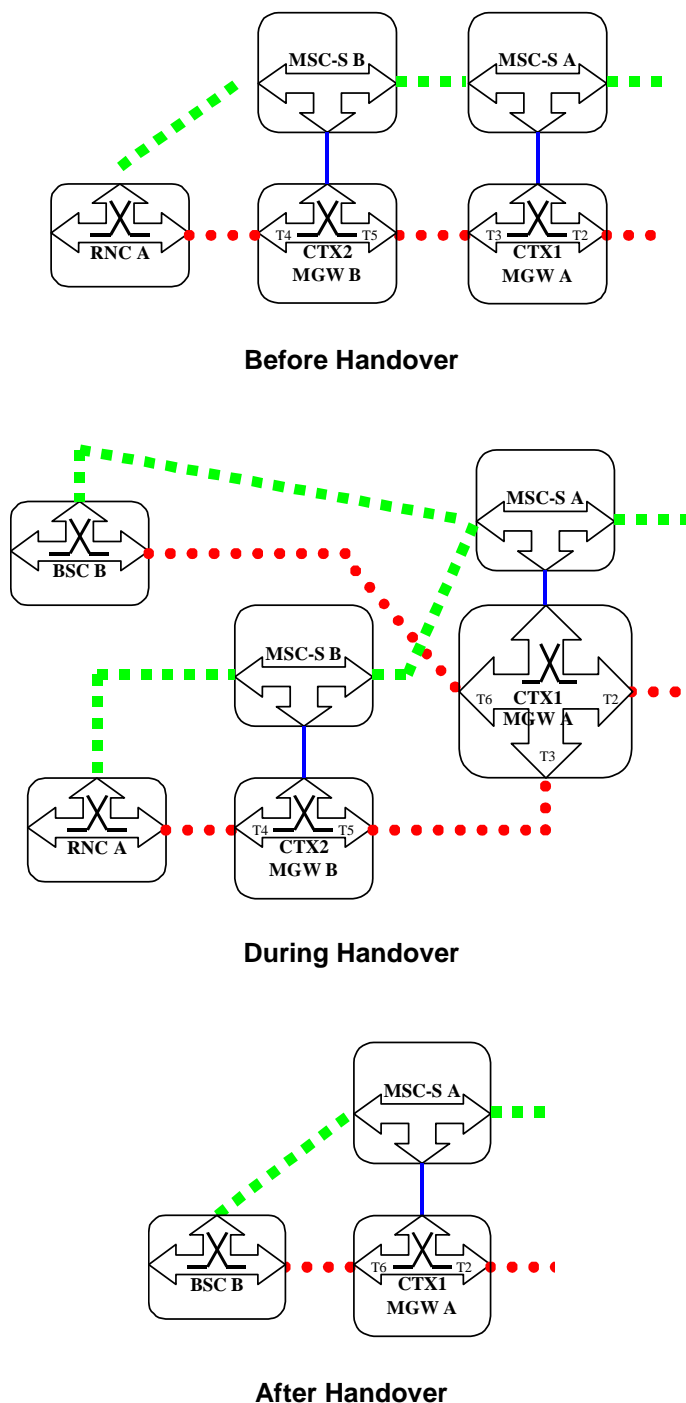 MSC-S B
MSC-S A
RNC A
T4
T5
CTX2
MGW B
T3
T2
CTX1
MGW A
Before Handover
MSC-S A
BSC B
MSC-S B
T6
T2
CTX1
MGW A
T3
RNC A
T4
T5
CTX2
MGW B
During Handover
MSC-S A
BSC B
T6
T2
CTX1
MGW A
After Handover